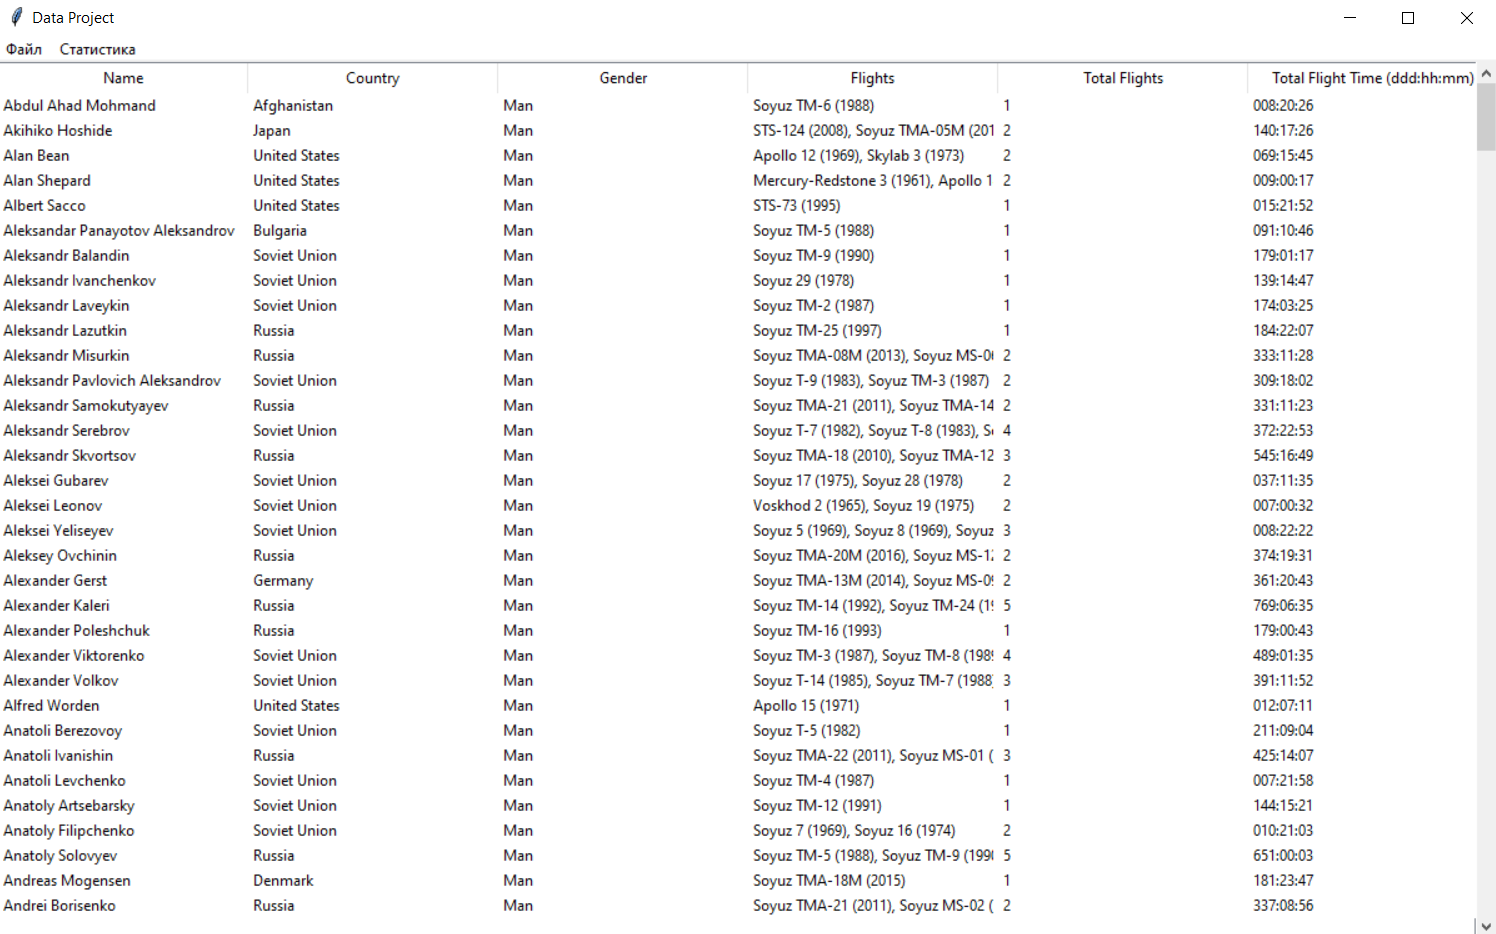 Data Project
Файл Статистика
Name Country Gender Flights Total Flights Total Flight Time (ddd:hh:mm)
Abdul Ahad Mohmand Afghanistan Man Soyuz TM-6 (1988) 1 008:20:26
Akihiko Hoshide Japan Man STS-124 (2008), Soyuz TMA-05M (201 2 140:17:26
Alan Bean United States Man Apollo 12 (1969), Skylab 3 (1973) 2 069:15:45
Alan Shepard United States Man Mercury-Redstone 3 (1961), Apollo 1 2 009:00:17
Albert Sacco United States Man STS-73 (1995) 1 015:21:52
Aleksandar Panayotov Aleksandrov Bulgaria Man Soyuz TM-5 (1988) 1 091:10:46
Aleksandr Balandin Soviet Union Man Soyuz TM-9 (1990) 1 179:01:17
Aleksandr Ivanchenkov Soviet Union Man Soyuz 29 (1978) 1 139:14:47
Aleksandr Laveykin Soviet Union Man Soyuz TM-2 (1987) 1 174:03:25
Aleksandr Lazutkin Russia Man Soyuz TM-25 (1997) 1 184:22:07
Aleksandr Misurkin Russia Man Soyuz TMA-08M (2013), Soyuz MS-06 2 333:11:28
Aleksandr Pavlovich Aleksandrov Soviet Union Man Soyuz T-9 (1983), Soyuz TM-3 (1987) 2 309:18:02
Aleksandr Samokutyayev Russia Man Soyuz TMA-21 (2011), Soyuz TMA-14 2 331:11:23
Aleksandr Serebrov Soviet Union Man Soyuz T-7 (1982), Soyuz T-8 (1983), So 4 372:22:53
Aleksandr Skvortsov Russia Man Soyuz TMA-18 (2010), Soyuz TMA-12 3 545:16:49
Aleksei Gubarev Soviet Union Man Soyuz 17 (1975), Soyuz 28 (1978) 2 037:11:35
Aleksei Leonov Soviet Union Man Voskhod 2 (1965), Soyuz 19 (1975) 2 007:00:32
Aleksei Yeliseyev Soviet Union Man Soyuz 5 (1969), Soyuz 8 (1969), Soyuz 3 008:22:22
Aleksey Ovchinin Russia Man Soyuz TMA-20M (2016), Soyuz MS-12 2 374:19:31
Alexander Gerst Germany Man Soyuz TMA-13M (2014), Soyuz MS-09 2 361:20:43
Alexander Kaleri Russia Man Soyuz TM-14 (1992), Soyuz TM-24 (19 5 769:06:35
Alexander Poleshchuk Russia Man Soyuz TM-16 (1993) 1 179:00:43
Alexander Viktorenko Soviet Union Man Soyuz TM-3 (1987), Soyuz TM-8 (1989 4 489:01:35
Alexander Volkov Soviet Union Man Soyuz T-14 (1985), Soyuz TM-7 (1988) 3 391:11:52
Alfred Worden United States Man Apollo 15 (1971) 1 012:07:11
Anatoli Berezovoy Soviet Union Man Soyuz T-5 (1982) 1 211:09:04
Anatoli Ivanishin Russia Man Soyuz TMA-22 (2011), Soyuz MS-01 ( 3 425:14:07
Anatoli Levchenko Soviet Union Man Soyuz TM-4 (1987) 1 007:21:58
Anatoly Artsebarsky Soviet Union Man Soyuz TM-12 (1991) 1 144:15:21
Anatoly Filipchenko Soviet Union Man Soyuz 7 (1969), Soyuz 16 (1974) 2 010:21:03
Anatoly Solovyev Russia Man Soyuz TM-5 (1988), Soyuz TM-9 (1990 5 651:00:03
Andreas Mogensen Denmark Man Soyuz TMA-18M (2015) 1 181:23:47
Andrei Borisenko Russia Man Soyuz TMA-21 (2011), Soyuz MS-02 ( 2 337:08:56